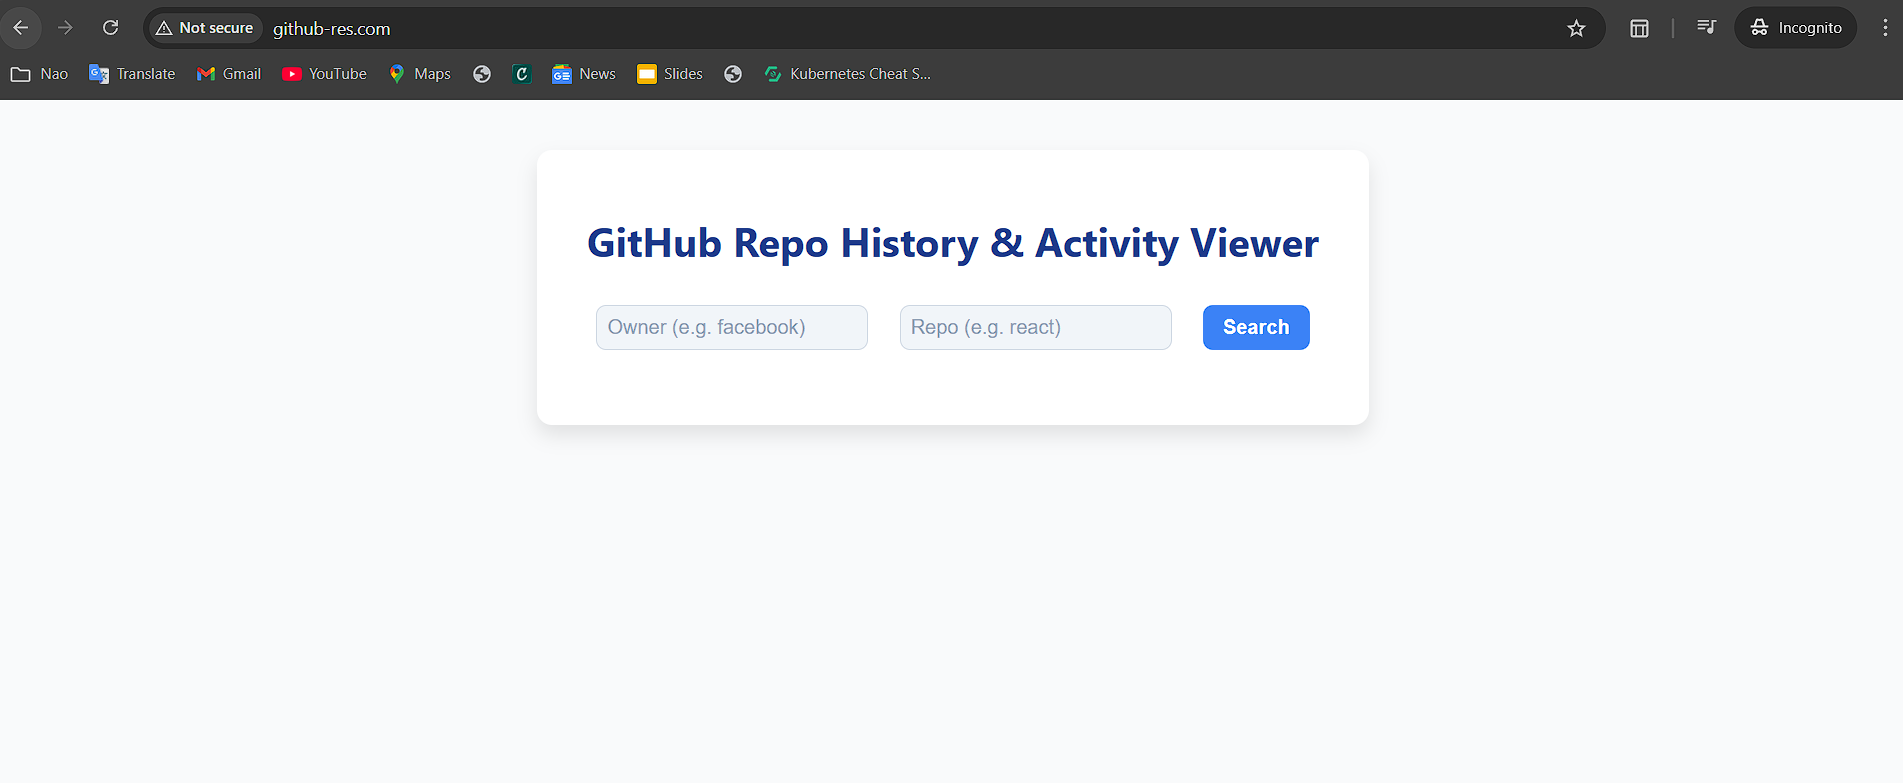 Not secure github-res.com Incognito
Nao Translate Gmail YouTube Maps News Slides Kubernetes Cheat S...
GitHub Repo History & Activity Viewer
Owner (e.g. facebook) Repo (e.g. react) Search